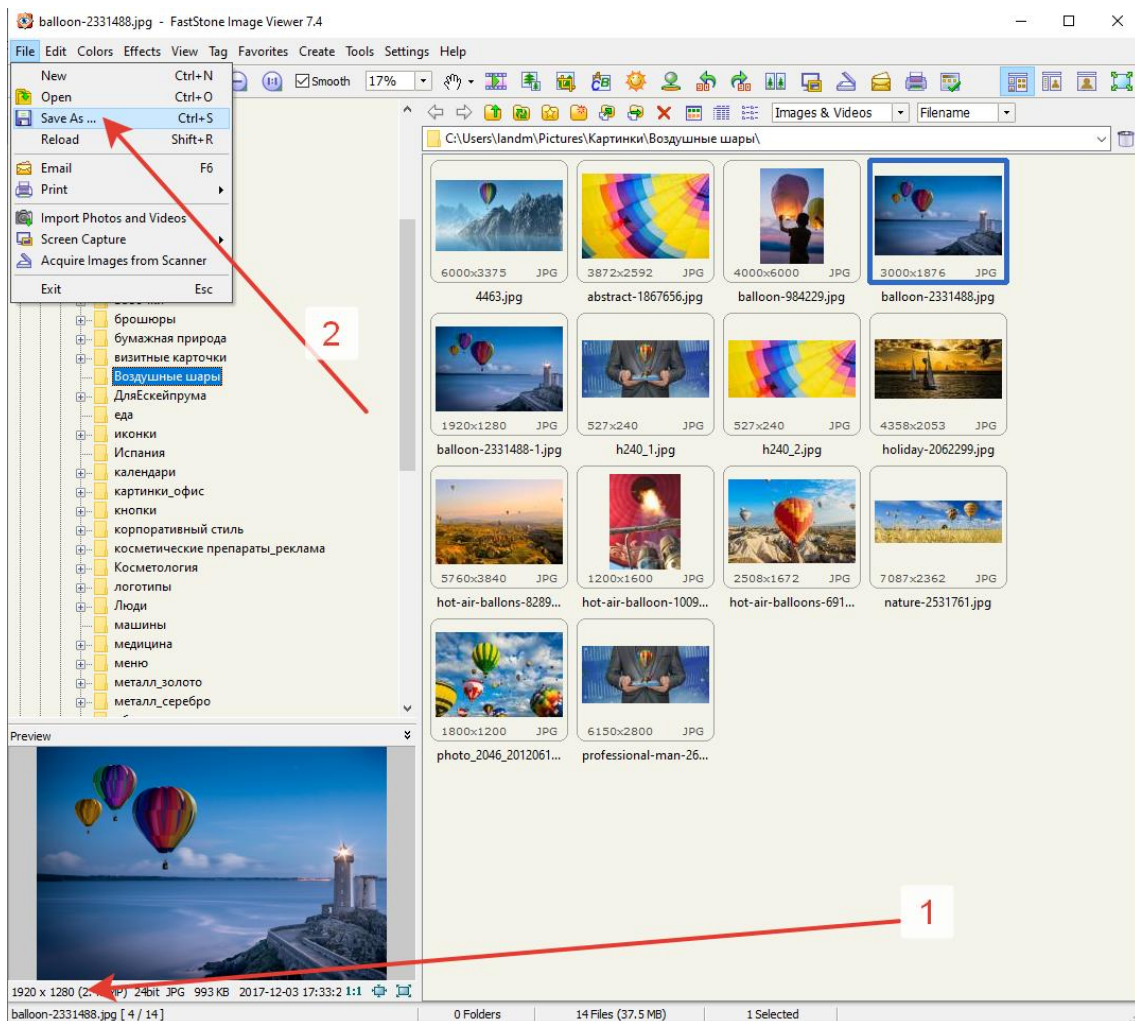 balloon-2331488.jpg - FastStone Image Viewer 7.4
File Edit Colors Effects View Tag Favorites Create Tools Settings Help
New Ctrl+N
Open Ctrl+O
Save As ... Ctrl+S
Reload Shift+R
Email F6
Print
Import Photos and Videos
Screen Capture
Acquire Images from Scanner
Exit Esc
1:1 Smooth 17%
Images & Videos Filename
C:\Users\landm\Pictures\Картинки\Воздушные шары\
брошюры
бумажная природа
визитные карточки
Воздушные шары
ДляЕскейпрума
еда
иконки
Испания
календари
картинки_офис
кнопки
корпоративный стиль
косметические препараты_реклама
Косметология
логотипы
Люди
машины
медицина
меню
металл_золото
металл_серебро
2
6000x3375 JPG 3872x2592 JPG 4000x6000 JPG 3000x1876 JPG
4463.jpg abstract-1867656.jpg balloon-984229.jpg balloon-2331488.jpg
1920x1280 JPG 527x240 JPG 527x240 JPG 4358x2053 JPG
balloon-2331488-1.jpg h240_1.jpg h240_2.jpg holiday-2062299.jpg
5760x3840 JPG 1200x1600 JPG 2508x1672 JPG 7087x2362 JPG
hot-air-ballons-8289... hot-air-balloon-1009... hot-air-balloons-691... nature-2531761.jpg
1800x1200 JPG 6150x2800 JPG
photo_2046_2012061... professional-man-26...
Preview
1
1920 x 1280 24bit JPG 993 KB 2017-12-03 17:33:2 1:1
balloon-2331488.jpg [ 4 / 14 ] 0 Folders 14 Files (37.5 MB) 1 Selected